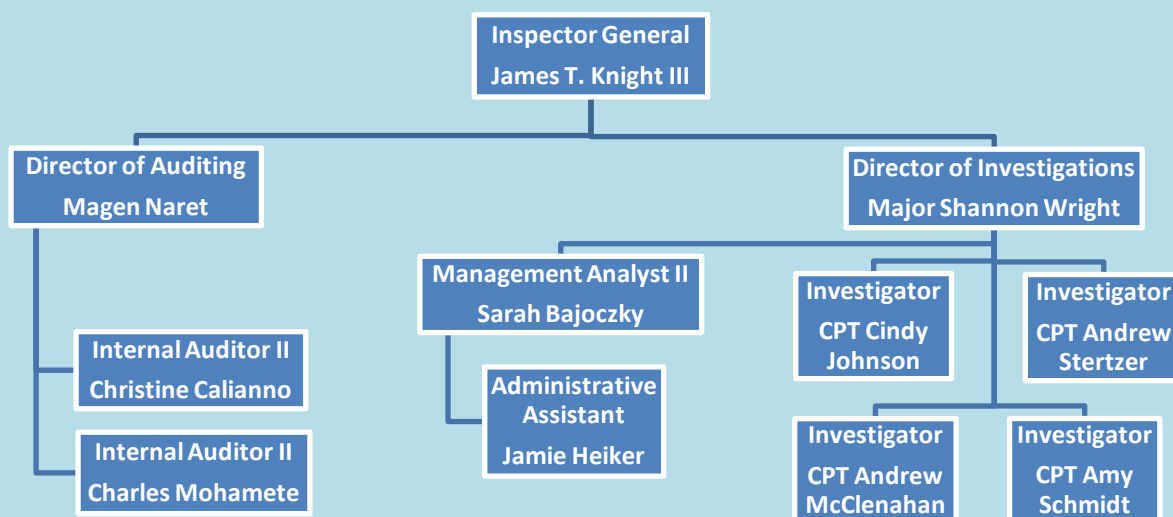 Inspector General
James T. Knight III
Director of Auditing
Magen Naret
Director of Investigations
Major Shannon Wright
Management Analyst II
Sarah Bajoczky
Investigator
CPT Cindy
Johnson
Investigator
CPT Andrew
Stertzer
Internal Auditor II
Christine Calianno
Administrative
Assistant
Jamie Heiker
Internal Auditor II
Charles Mohamete
Investigator
CPT Andrew
McClenahan
Investigator
CPT Amy
Schmidt